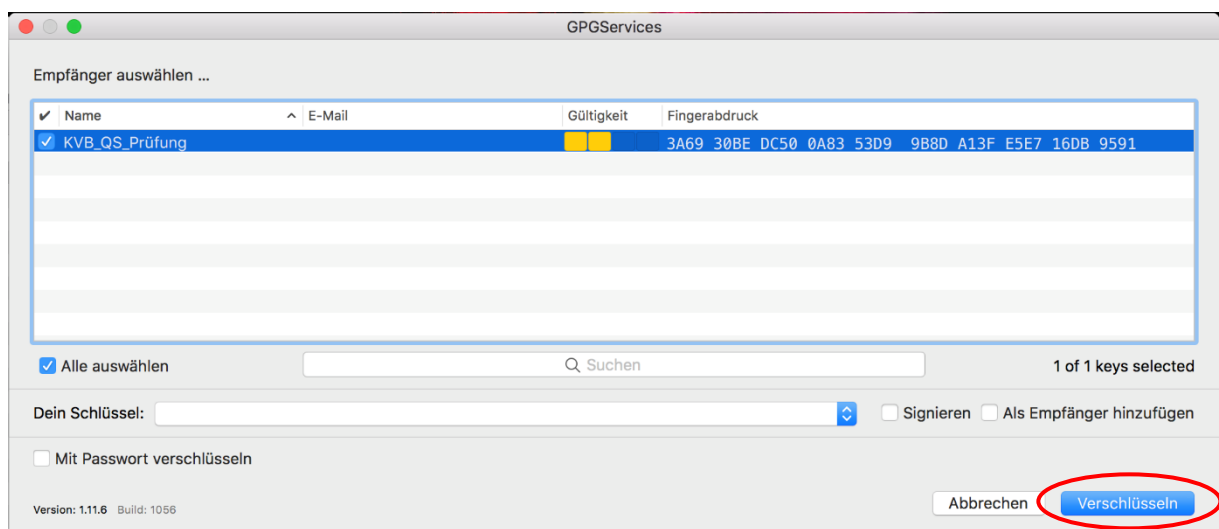 GPGServices
Empfänger auswählen ...
✔ Name E-Mail Gültigkeit Fingerabdruck
KVB_QS_Prüfung 3A69 30BE DC50 0A83 53D9 9B8D A13F E5E7 16DB 9591
Alle auswählen Suchen 1 of 1 keys selected
Dein Schlüssel: Signieren Als Empfänger hinzufügen
Mit Passwort verschlüsseln
Version: 1.11.6 Build: 1056 Abbrechen Verschlüsseln